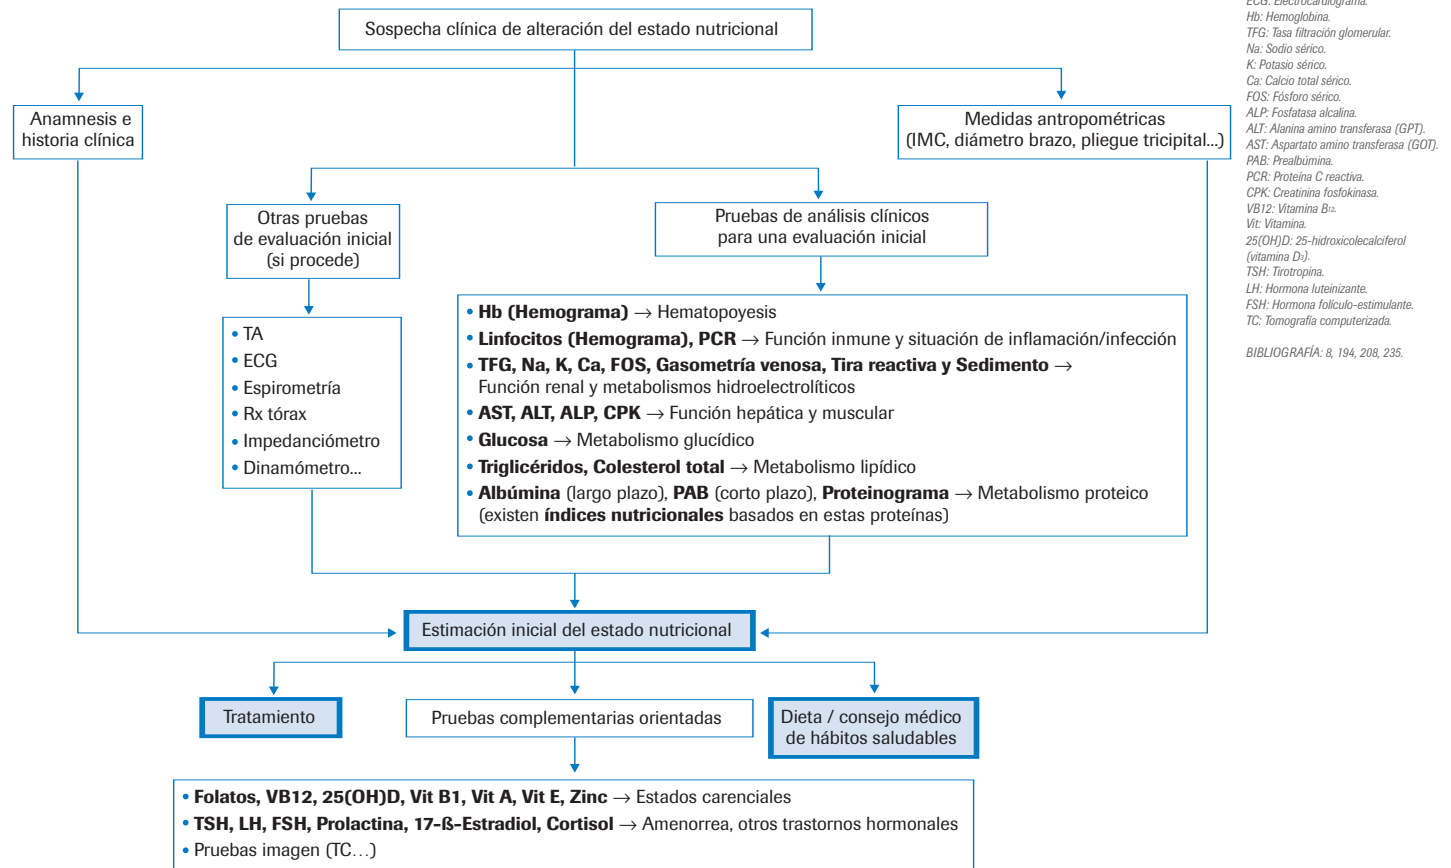 Sospecha clínica de alteración del estado nutricional
Anamnesis e
historia clínica
Medidas antropométricas
(IMC, diámetro brazo, pliegue tricipital...)
Otras pruebas
de evaluación inicial
(si procede)
Pruebas de análisis clínicos
para una evaluación inicial
• TA
• ECG
• Espirometría
• Rx tórax
• Impedanciómetro
• Dinamómetro...
• Hb (Hemograma) → Hematopoyesis
• Linfocitos (Hemograma), PCR → Función inmune y situación de inflamación/infección
• TFG, Na, K, Ca, FOS, Gasometría venosa, Tira reactiva y Sedimento →
Función renal y metabolismos hidroelectrolíticos
• AST, ALT, ALP, CPK → Función hepática y muscular
• Glucosa → Metabolismo glucídico
• Triglicéridos, Colesterol total → Metabolismo lipídico
• Albúmina (largo plazo), PAB (corto plazo), Proteinograma → Metabolismo proteico
(existen índices nutricionales basados en estas proteínas)
Estimación inicial del estado nutricional
Tratamiento
Pruebas complementarias orientadas
Dieta / consejo médico
de hábitos saludables
• Folatos, VB12, 25(OH)D, Vit B1, Vit A, Vit E, Zinc → Estados carenciales
• TSH, LH, FSH, Prolactina, 17-ß-Estradiol, Cortisol → Amenorrea, otros trastornos hormonales
• Pruebas imagen (TC…)
ECG: Electrocardiograma.
Hb: Hemoglobina.
TFG: Tasa filtración glomerular.
Na: Sodio sérico.
K: Potasio sérico.
Ca: Calcio total sérico.
FOS: Fósforo sérico.
ALP: Fosfatasa alcalina.
ALT: Alanina amino transferasa (GPT).
AST: Aspartato amino transferasa (GOT).
PAB: Prealbúmina.
PCR: Proteína C reactiva.
CPK: Creatinina fosfokinasa.
VB12: Vitamina B₁₂.
Vit: Vitamina.
25(OH)D: 25-hidroxicolecalciferol
(vitamina D₃).
TSH: Tirotropina.
LH: Hormona luteinizante.
FSH: Hormona folículo-estimulante.
TC: Tomografía computerizada.
BIBLIOGRAFÍA: 8, 194, 208, 235.